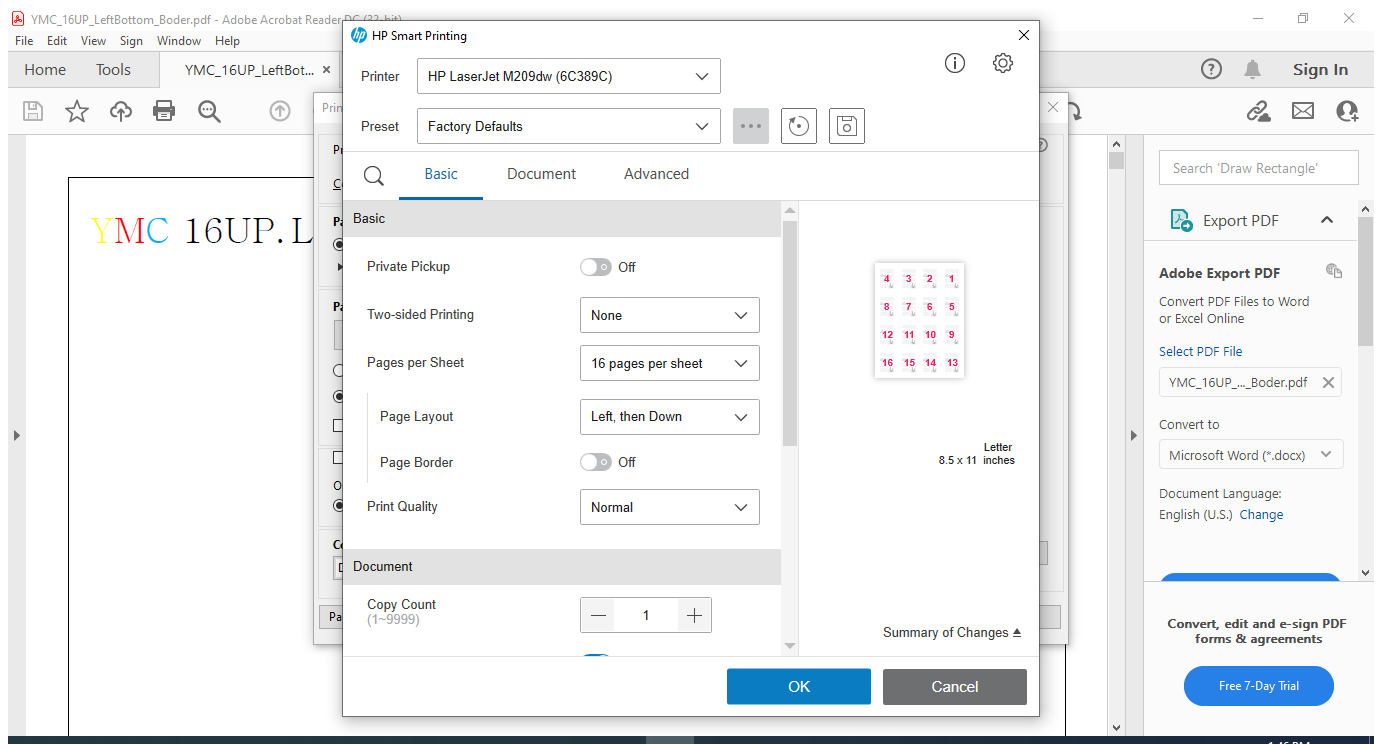 YMC_16UP_LeftBottom_Boder.pdf - Adobe Acrobat Reader DC (32-bit)
File Edit View Sign Window Help
Home Tools YMC_16UP_LeftBot... × Sign In
YMC 16UP.L
HP Smart Printing
Printer HP LaserJet M209dw (6C389C)
Preset Factory Defaults
Basic Document Advanced
Basic
Private Pickup Off
Two-sided Printing None
Pages per Sheet 16 pages per sheet
Page Layout Left, then Down
Page Border Off
Print Quality Normal
Document
Copy Count 1
(1~9999)
4 3 2 1
8 7 6 5
12 11 10 9
16 15 14 13
Letter
8.5 x 11 inches
Summary of Changes
OK Cancel
Search 'Draw Rectangle'
Export PDF
Adobe Export PDF
Convert PDF Files to Word
or Excel Online
Select PDF File
YMC_16UP_..._Boder.pdf
Convert to
Microsoft Word (*.docx)
Document Language:
English (U.S.) Change
Convert, edit and e-sign PDF
forms & agreements
Free 7-Day Trial